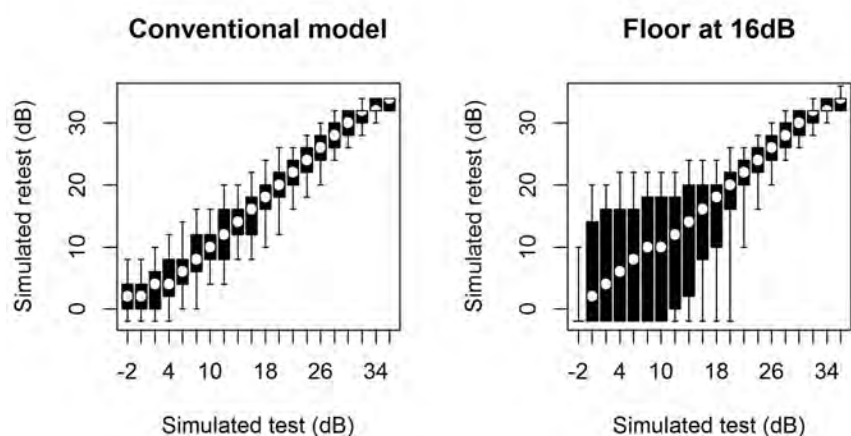 Conventional model
Simulated retest (dB)
30
20
10
0
-2 4 10 18 26 34
Simulated test (dB)
Floor at 16dB
Simulated retest (dB)
30
20
10
0
-2 4 10 18 26 34
Simulated test (dB)